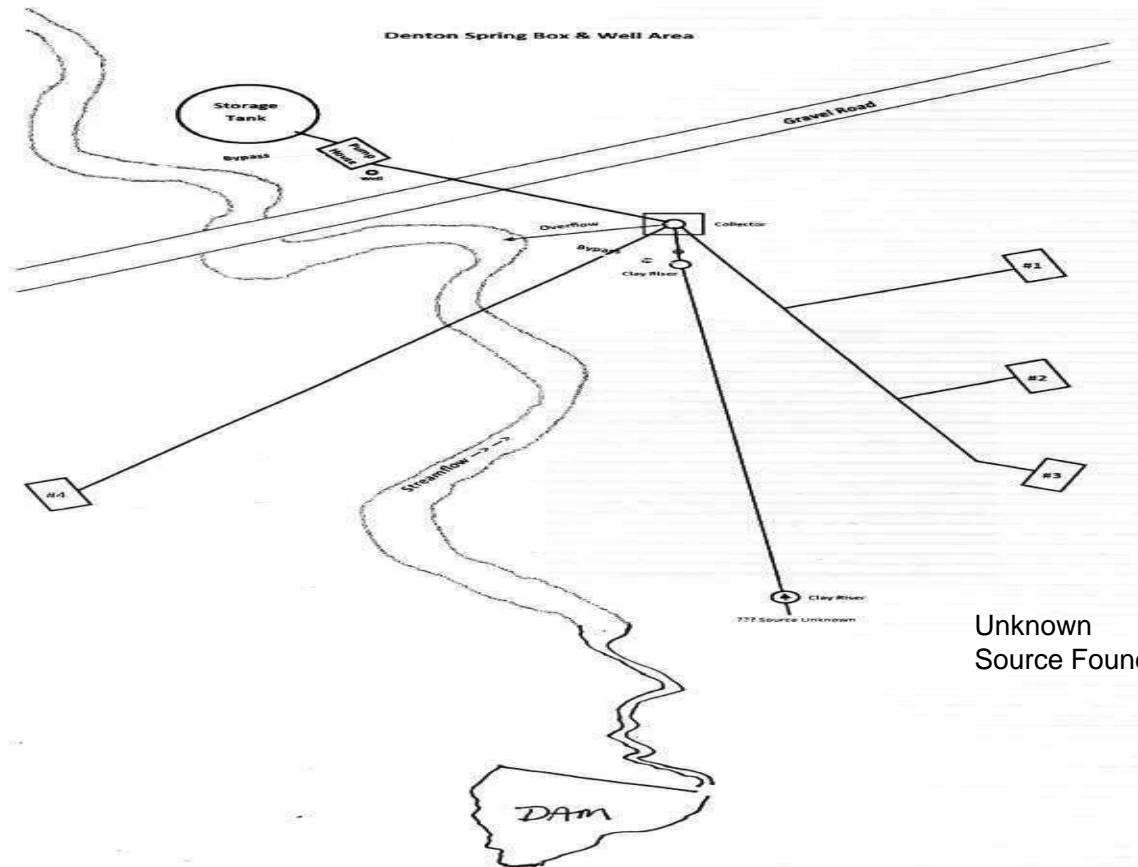 Denton Spring Box & Well Area
Storage
Tank
Gravel Road
Pump
House
Bypass
Well
Overflow
Collector
Bypass
Clay Riser
#1
#2
Streamflow -->-->
#3
#4
Clay Riser
??? Source Unknown
Unknown
Source Foun
DAM